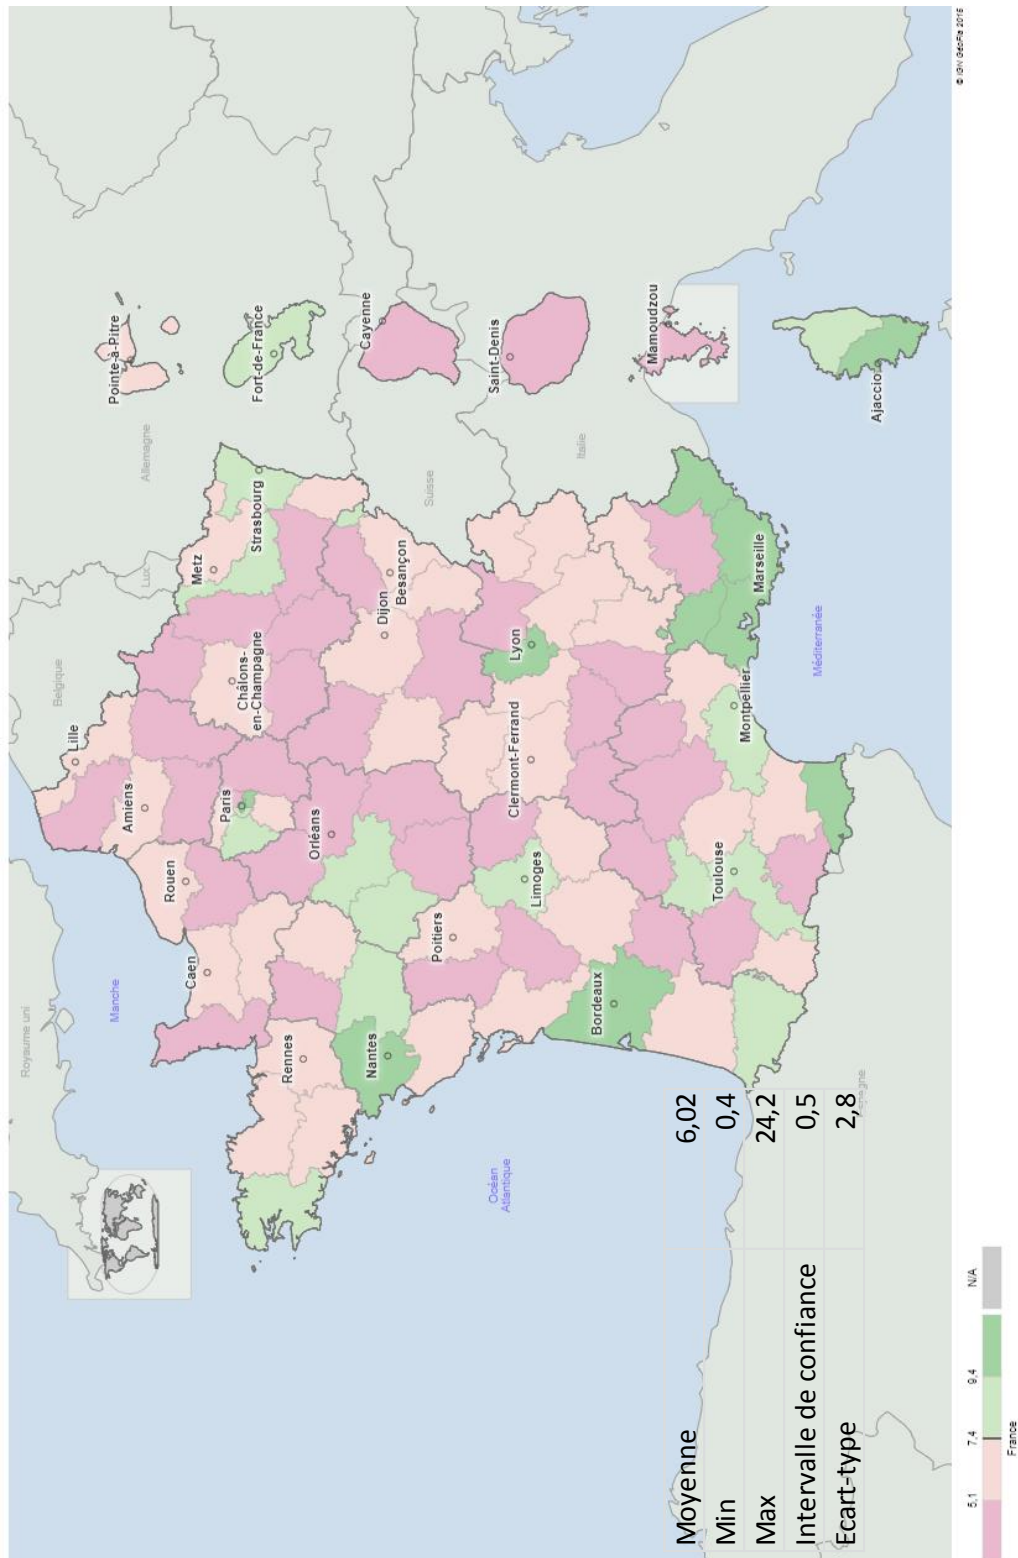 Royaume uni
Manche
Belgique
Lux.
Allemagne
Suisse
Italie
Océan
Atlantique
Méditerranée
Lille
Amiens
Rouen
Caen
Paris
Metz
Strasbourg
Châlons-
en-Champagne
Rennes
Nantes
Orléans
Dijon
Besançon
Poitiers
Limoges
Clermont-Ferrand
Lyon
Bordeaux
Toulouse
Montpellier
Marseille
Ajaccio
Pointe-à-Pitre
Fort-de-France
Cayenne
Saint-Denis
Mamoudzou
Moyenne 6,02
Min 0,4
Max 24,2
Intervalle de confiance 0,5
Ecart-type 2,8
5,1 7,4 9,4 N/A
France
© IGN GéoFla 2015